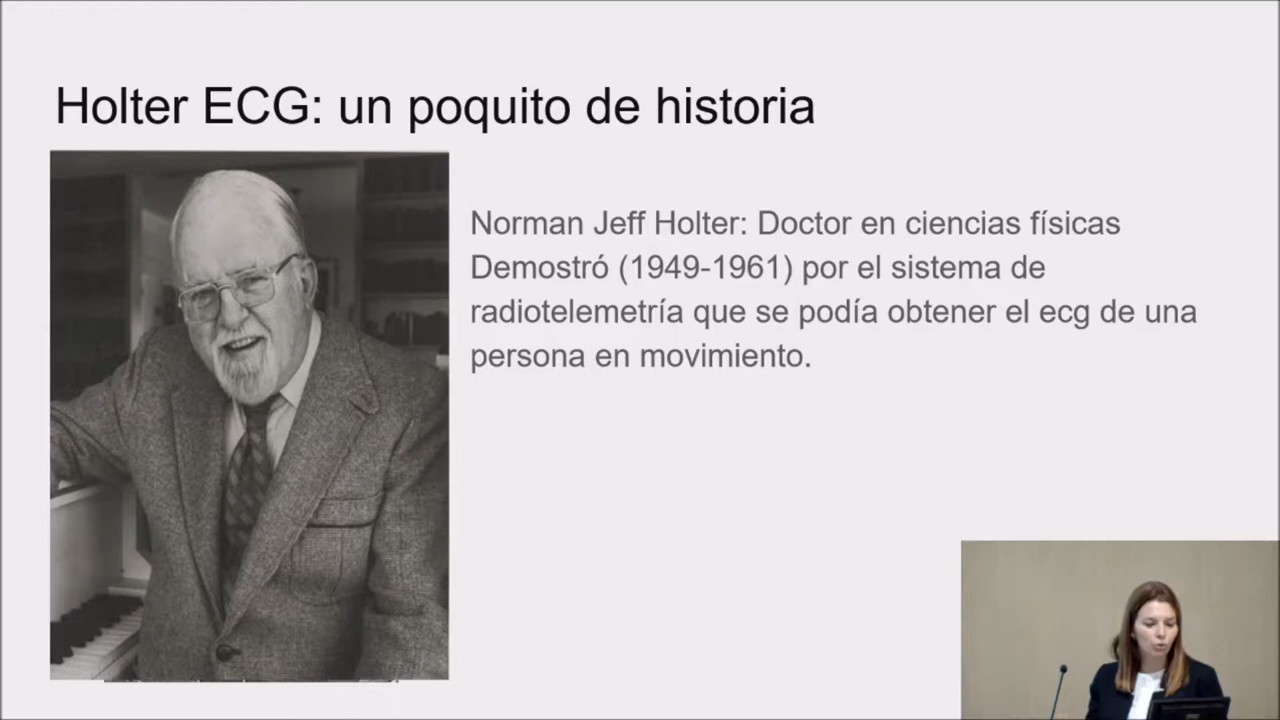 Holter ECG: un poquito de historia
Norman Jeff Holter: Doctor en ciencias físicas
Demostró (1949-1961) por el sistema de
radiotelemetría que se podía obtener el ecg de una
persona en movimiento.